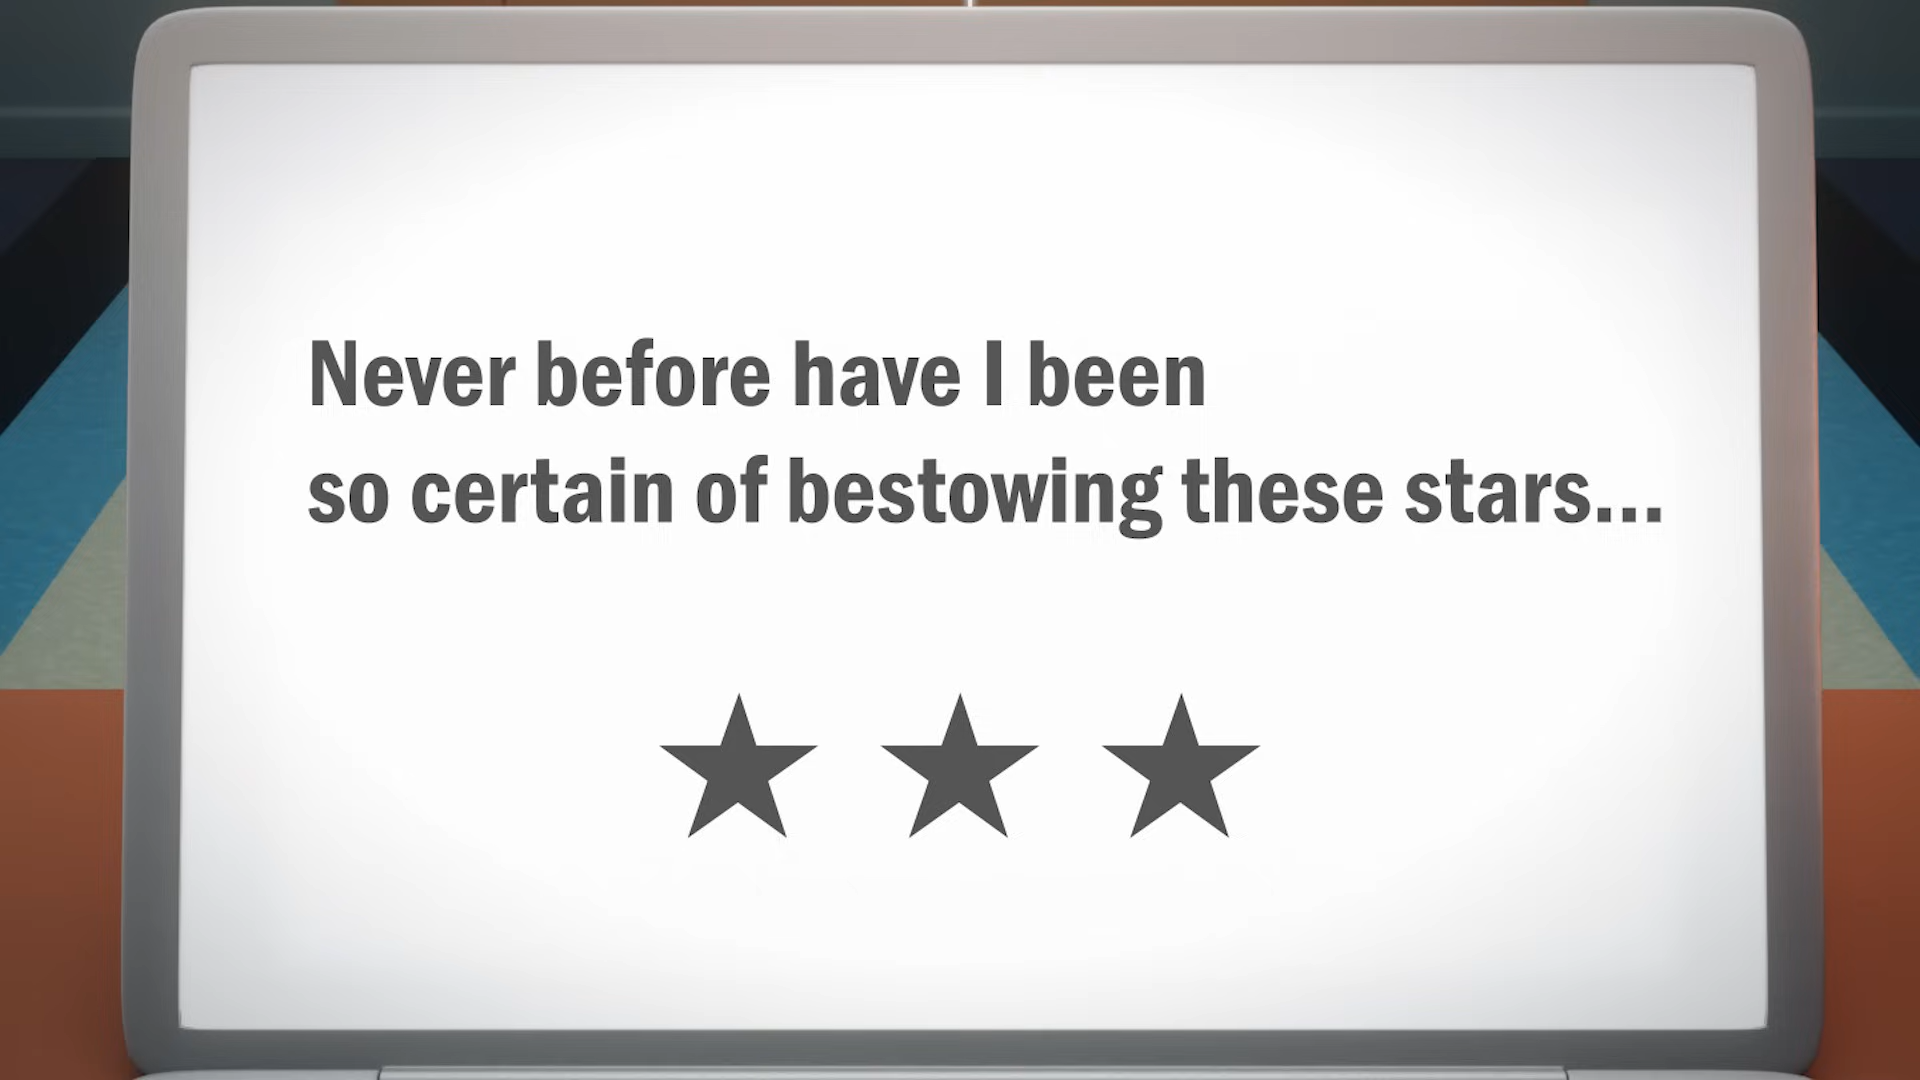 Never before have I been
so certain of bestowing these stars...
★ ★ ★